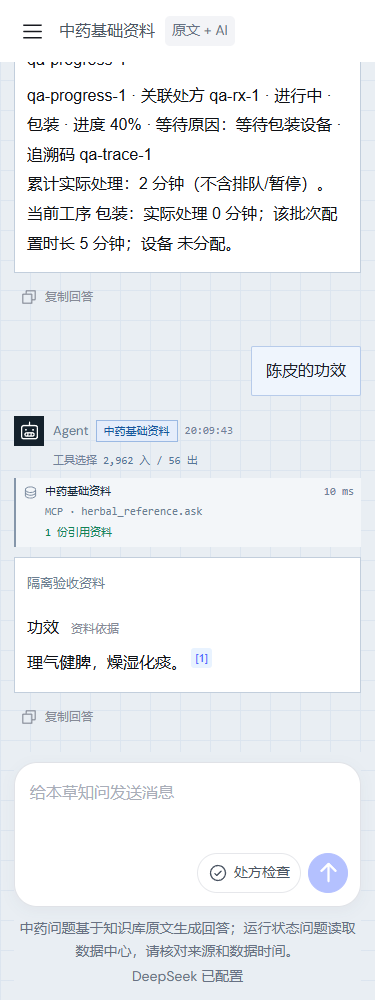 中药基础资料 原文 + AI
qa-progress-1
qa-progress-1 · 关联处方 qa-rx-1 · 进行中 ·
包装 · 进度 40% · 等待原因：等待包装设备 ·
追溯码 qa-trace-1
累计实际处理：2 分钟（不含排队/暂停）。
当前工序 包装：实际处理 0 分钟；该批次配
置时长 5 分钟；设备 未分配。
复制回答
陈皮的功效
Agent 中药基础资料 20:09:43
工具选择 2,962 入 / 56 出
中药基础资料 10 ms
MCP · herbal_reference.ask
1 份引用资料
隔离验收资料
功效 资料依据
理气健脾，燥湿化痰。 [1]
复制回答
给本草知问发送消息
处方检查
中药问题基于知识库原文生成回答；运行状态问题读取
数据中心，请核对来源和数据时间。
DeepSeek 已配置